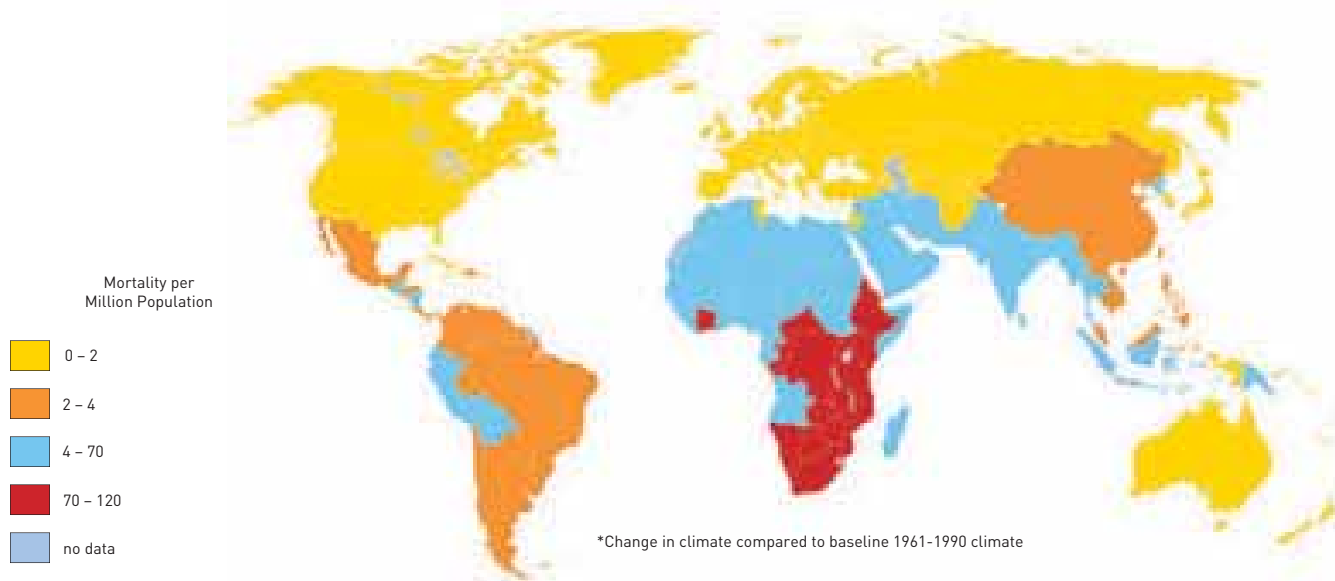 Mortality per
Million Population
0 – 2
2 – 4
4 – 70
70 – 120
no data
*Change in climate compared to baseline 1961-1990 climate